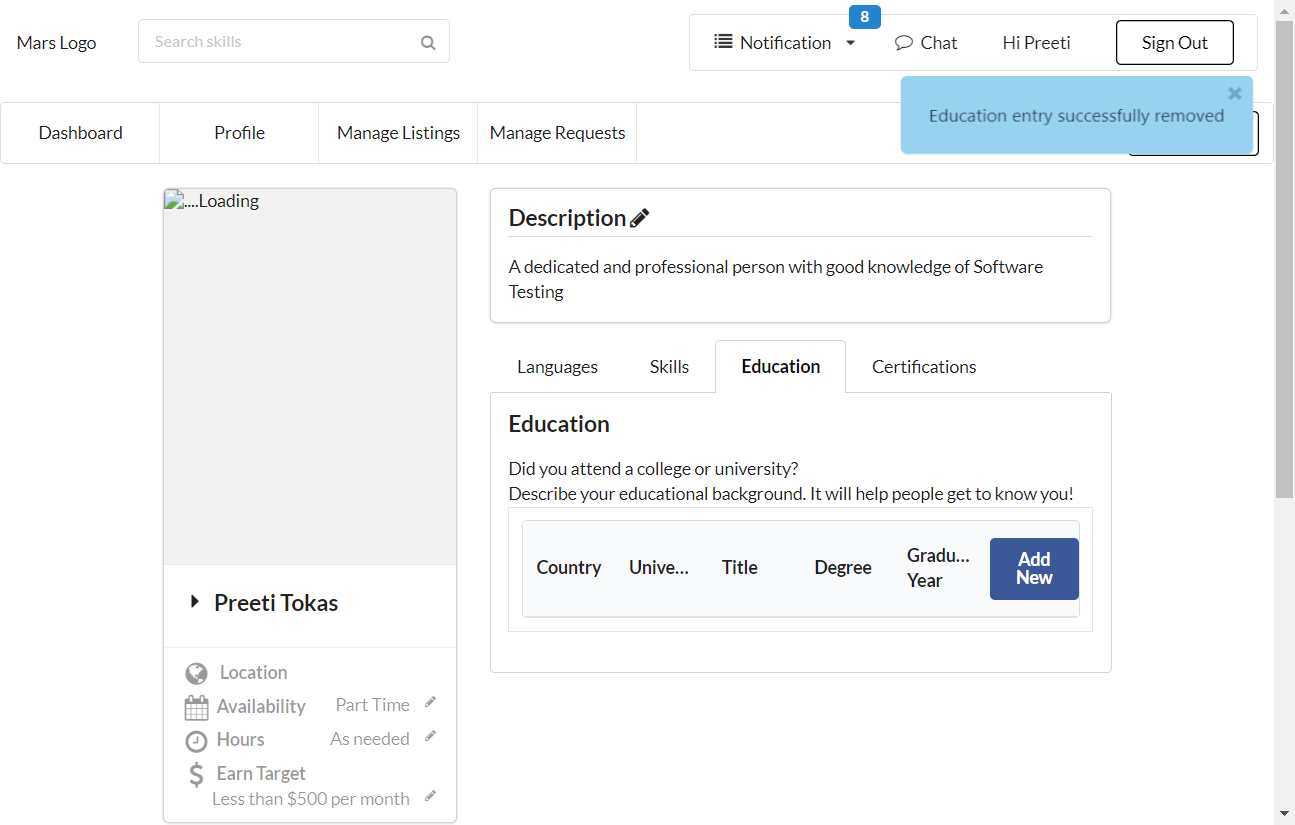 Mars Logo
Search skills
8
Notification
Chat
Hi Preeti
Sign Out
Education entry successfully removed
Dashboard
Profile
Manage Listings
Manage Requests
....Loading
Description
A dedicated and professional person with good knowledge of Software
Testing
Languages
Skills
Education
Certifications
Education
Did you attend a college or university?
Describe your educational background. It will help people get to know you!
Country
Unive...
Title
Degree
Gradu...
Year
Add
New
Preeti Tokas
Location
Availability
Part Time
Hours
As needed
Earn Target
Less than $500 per month